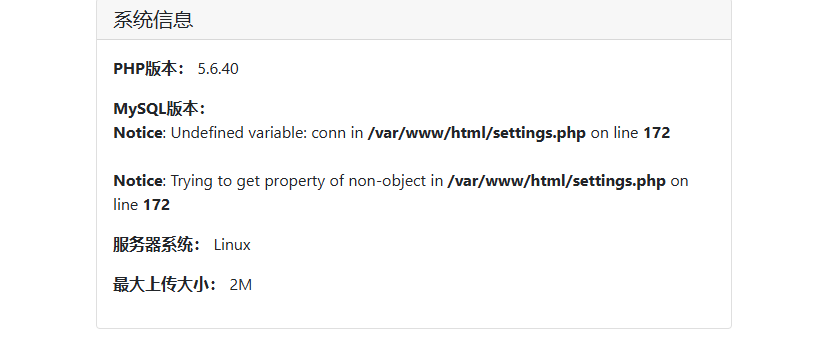 系统信息
PHP版本： 5.6.40
MySQL版本：
Notice: Undefined variable: conn in /var/www/html/settings.php on line 172
Notice: Trying to get property of non-object in /var/www/html/settings.php on
line 172
服务器系统： Linux
最大上传大小： 2M